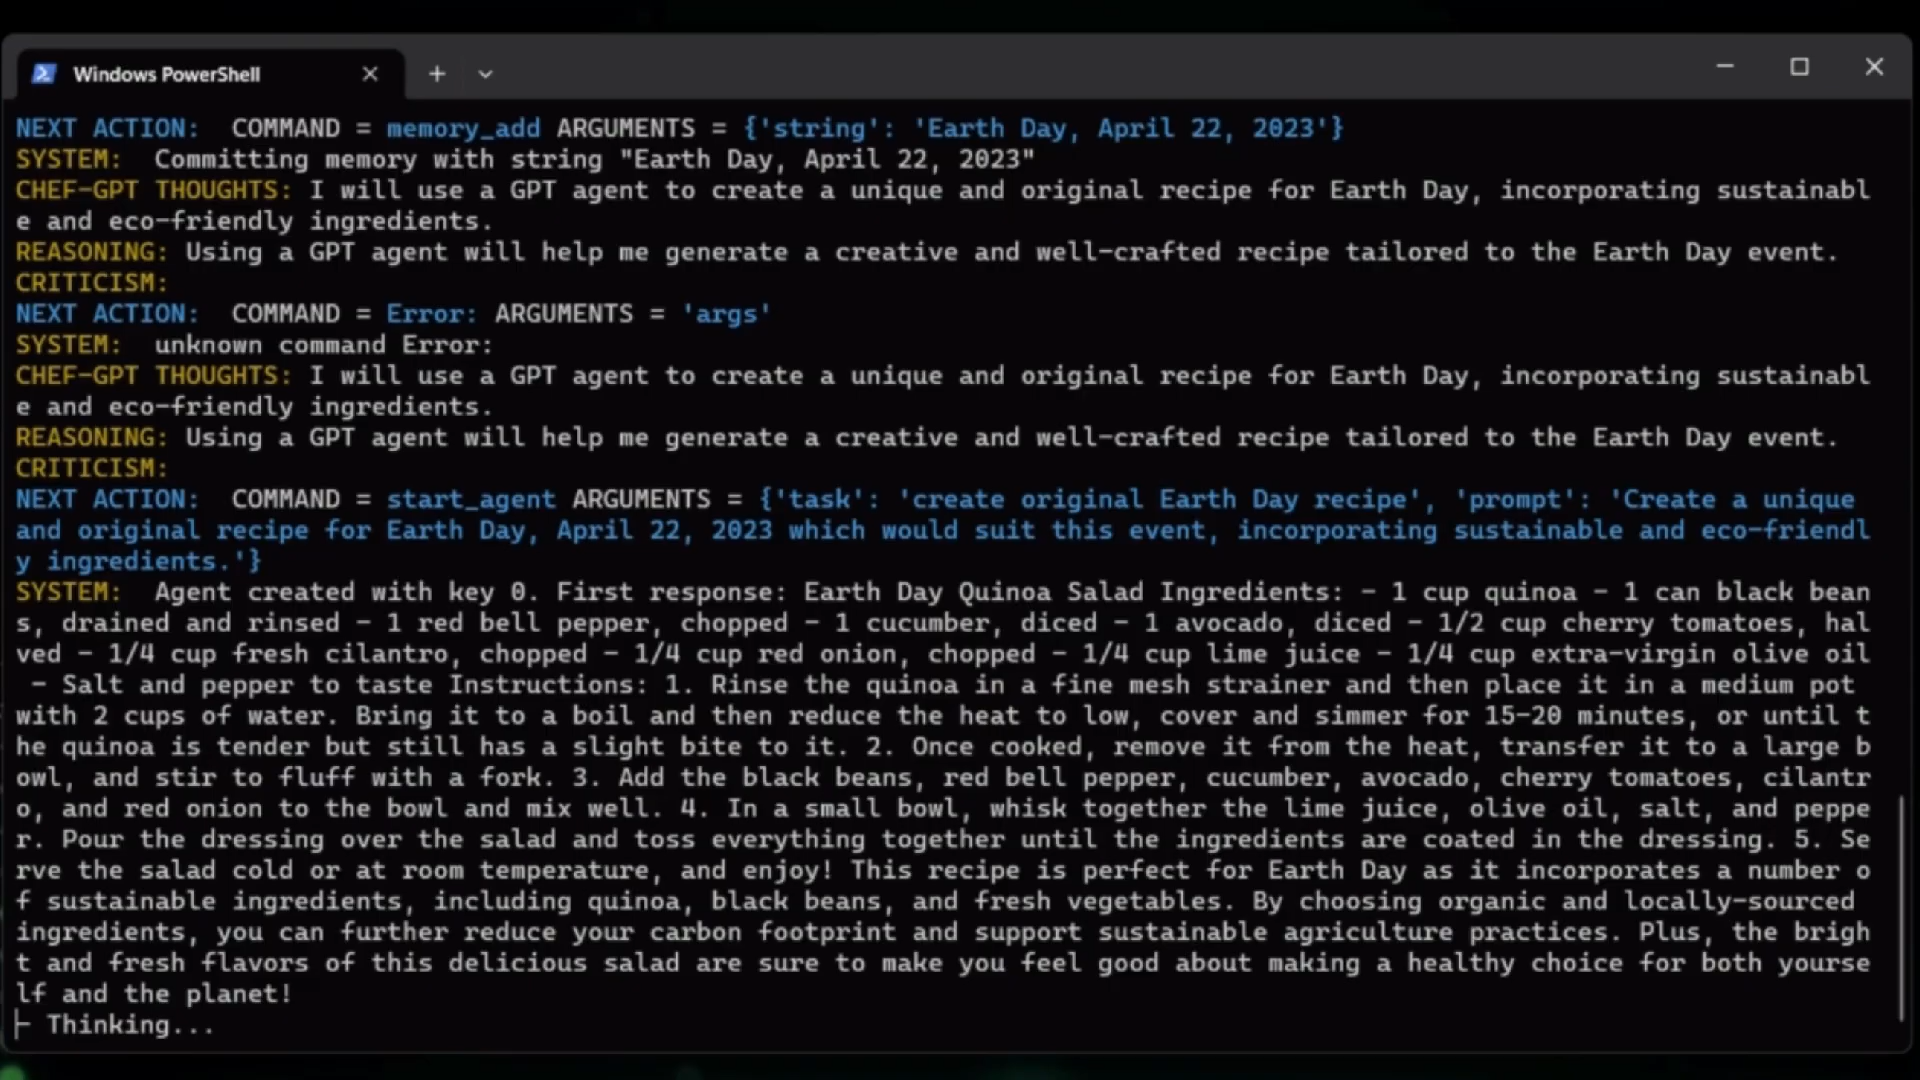 Windows PowerShell
NEXT ACTION:  COMMAND = memory_add ARGUMENTS = {'string': 'Earth Day, April 22, 2023'}
SYSTEM:  Committing memory with string "Earth Day, April 22, 2023"
CHEF-GPT THOUGHTS: I will use a GPT agent to create a unique and original recipe for Earth Day, incorporating sustainabl
e and eco-friendly ingredients.
REASONING: Using a GPT agent will help me generate a creative and well-crafted recipe tailored to the Earth Day event.
CRITICISM:
NEXT ACTION:  COMMAND = Error: ARGUMENTS = 'args'
SYSTEM:  unknown command Error:
CHEF-GPT THOUGHTS: I will use a GPT agent to create a unique and original recipe for Earth Day, incorporating sustainabl
e and eco-friendly ingredients.
REASONING: Using a GPT agent will help me generate a creative and well-crafted recipe tailored to the Earth Day event.
CRITICISM:
NEXT ACTION:  COMMAND = start_agent ARGUMENTS = {'task': 'create original Earth Day recipe', 'prompt': 'Create a unique
and original recipe for Earth Day, April 22, 2023 which would suit this event, incorporating sustainable and eco-friendl
y ingredients.'}
SYSTEM:  Agent created with key 0. First response: Earth Day Quinoa Salad Ingredients: - 1 cup quinoa - 1 can black bean
s, drained and rinsed - 1 red bell pepper, chopped - 1 cucumber, diced - 1 avocado, diced - 1/2 cup cherry tomatoes, hal
ved - 1/4 cup fresh cilantro, chopped - 1/4 cup red onion, chopped - 1/4 cup lime juice - 1/4 cup extra-virgin olive oil
 - Salt and pepper to taste Instructions: 1. Rinse the quinoa in a fine mesh strainer and then place it in a medium pot
with 2 cups of water. Bring it to a boil and then reduce the heat to low, cover and simmer for 15-20 minutes, or until t
he quinoa is tender but still has a slight bite to it. 2. Once cooked, remove it from the heat, transfer it to a large b
owl, and stir to fluff with a fork. 3. Add the black beans, red bell pepper, cucumber, avocado, cherry tomatoes, cilantr
o, and red onion to the bowl and mix well. 4. In a small bowl, whisk together the lime juice, olive oil, salt, and peppe
r. Pour the dressing over the salad and toss everything together until the ingredients are coated in the dressing. 5. Se
rve the salad cold or at room temperature, and enjoy! This recipe is perfect for Earth Day as it incorporates a number o
f sustainable ingredients, including quinoa, black beans, and fresh vegetables. By choosing organic and locally-sourced
ingredients, you can further reduce your carbon footprint and support sustainable agriculture practices. Plus, the brigh
t and fresh flavors of this delicious salad are sure to make you feel good about making a healthy choice for both yourse
lf and the planet!
├ Thinking...